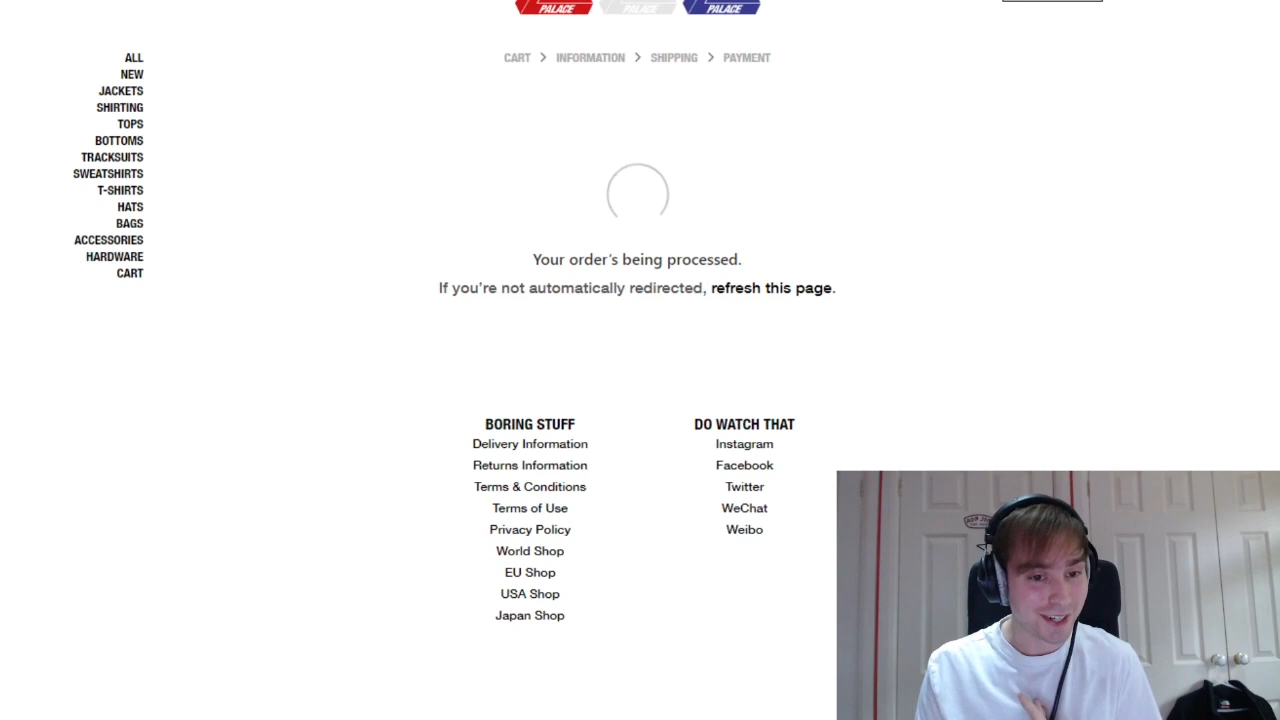 PALACE PALACE PALACE
CART > INFORMATION > SHIPPING > PAYMENT
ALL
NEW
JACKETS
SHIRTING
TOPS
BOTTOMS
TRACKSUITS
SWEATSHIRTS
T-SHIRTS
HATS
BAGS
ACCESSORIES
HARDWARE
CART
Your order's being processed.
If you're not automatically redirected, refresh this page.
BORING STUFF
Delivery Information
Returns Information
Terms & Conditions
Terms of Use
Privacy Policy
World Shop
EU Shop
USA Shop
Japan Shop
DO WATCH THAT
Instagram
Facebook
Twitter
WeChat
Weibo